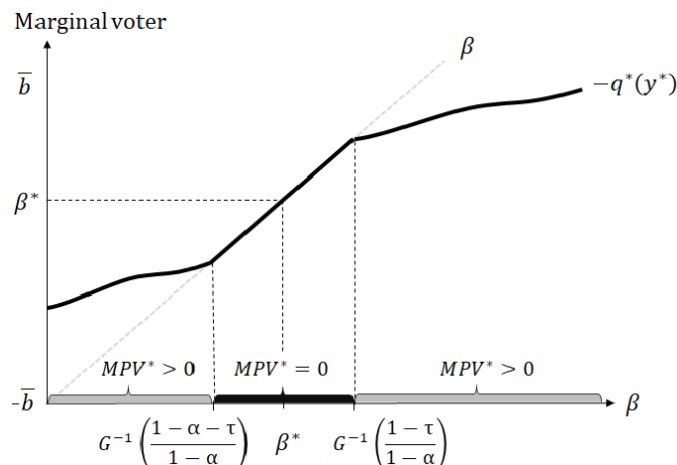 Marginal voter
β
b̅
−q*(y*)
β*
MPV* > 0
MPV* = 0
MPV* > 0
-b̅
β
G⁻¹((1 − α − τ)/(1 − α))
β*
G⁻¹((1 − τ)/(1 − α))